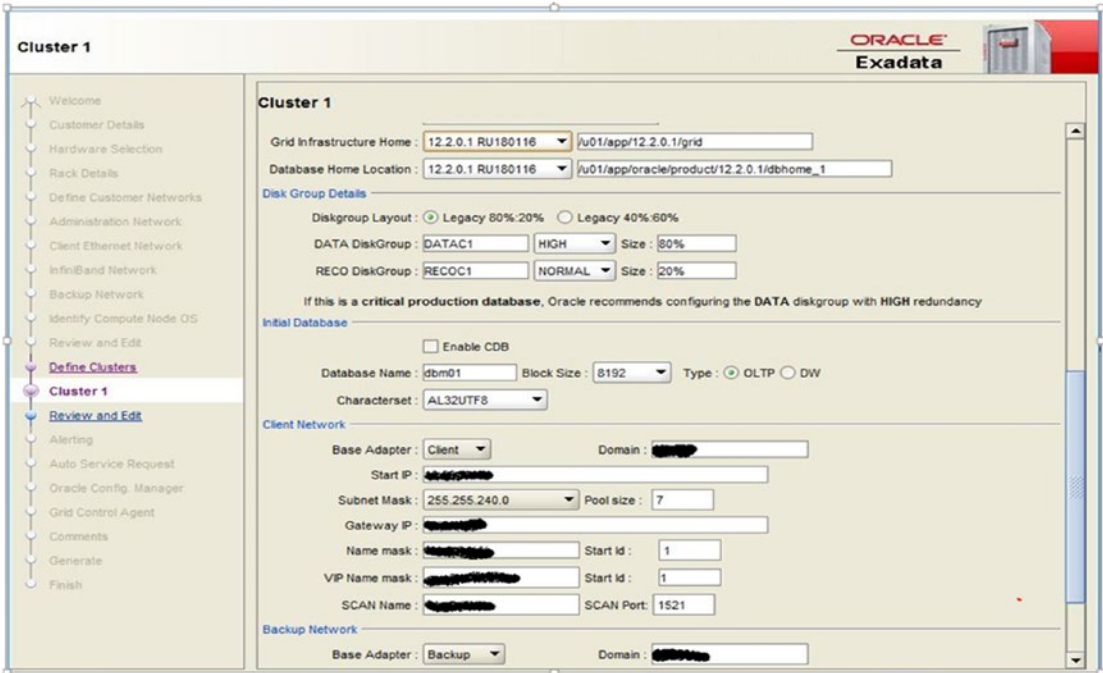 Cluster 1
ORACLE
Exadata
Welcome
Customer Details
Hardware Selection
Rack Details
Define Customer Networks
Administration Network
Client Ethernet Network
InfiniBand Network
Backup Network
Identify Compute Node OS
Review and Edit
Define Clusters
Cluster 1
Review and Edit
Alerting
Auto Service Request
Oracle Config. Manager
Grid Control Agent
Comments
Generate
Finish
Cluster 1
Grid Infrastructure Home : 12.2.0.1 RU180116 /u01/app/12.2.0.1/grid
Database Home Location : 12.2.0.1 RU180116 /u01/app/oracle/product/12.2.0.1/dbhome_1
Disk Group Details
Diskgroup Layout : Legacy 80%:20% Legacy 40%:60%
DATA DiskGroup : DATAC1 HIGH Size : 80%
RECO DiskGroup : RECOC1 NORMAL Size : 20%
If this is a critical production database, Oracle recommends configuring the DATA diskgroup with HIGH redundancy
Initial Database
Enable CDB
Database Name : dbm01 Block Size : 8192 Type : OLTP DW
Characterset : AL32UTF8
Client Network
Base Adapter : Client Domain :
Start IP :
Subnet Mask : 255.255.240.0 Pool size : 7
Gateway IP :
Name mask : Start Id : 1
VIP Name mask : Start Id : 1
SCAN Name : SCAN Port: 1521
Backup Network
Base Adapter : Backup Domain :